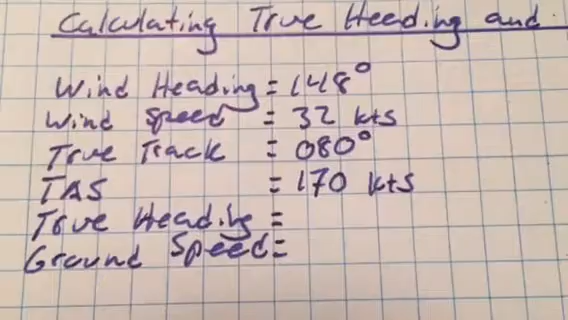 Calculating True Heading and
Wind Heading = 148°
Wind Speed = 32 kts
True Track = 080°
TAS = 170 kts
True Heading =
Ground Speed =